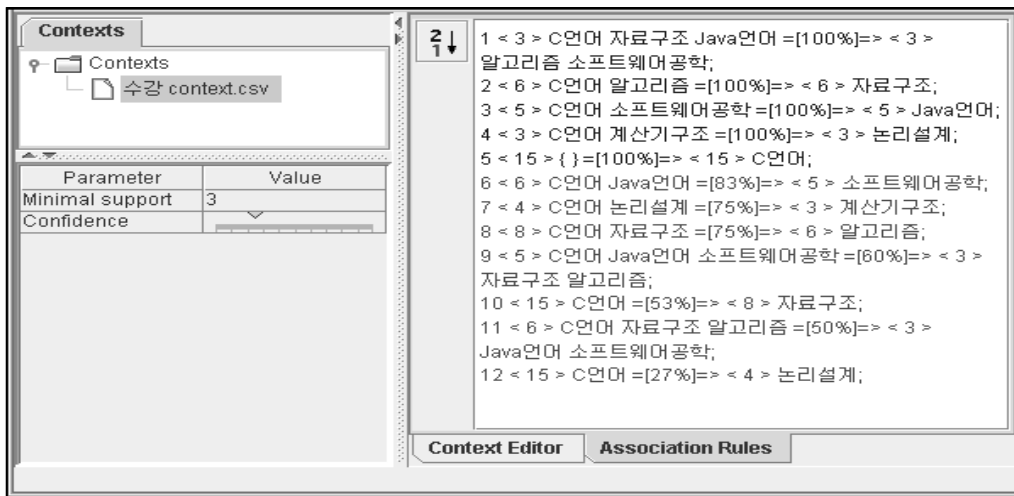 Contexts
Contexts
수강 context.csv
Parameter Value
Minimal support 3
Confidence
2
1
1 < 3 > C언어 자료구조 Java언어 =[100%]=> < 3 >
알고리즘 소프트웨어공학;
2 < 6 > C언어 알고리즘 =[100%]=> < 6 > 자료구조;
3 < 5 > C언어 소프트웨어공학 =[100%]=> < 5 > Java언어;
4 < 3 > C언어 계산기구조 =[100%]=> < 3 > 논리설계;
5 < 15 > { } =[100%]=> < 15 > C언어;
6 < 6 > C언어 Java언어 =[83%]=> < 5 > 소프트웨어공학;
7 < 4 > C언어 논리설계 =[75%]=> < 3 > 계산기구조;
8 < 8 > C언어 자료구조 =[75%]=> < 6 > 알고리즘;
9 < 5 > C언어 Java언어 소프트웨어공학 =[60%]=> < 3 >
자료구조 알고리즘;
10 < 15 > C언어 =[53%]=> < 8 > 자료구조;
11 < 6 > C언어 자료구조 알고리즘 =[50%]=> < 3 >
Java언어 소프트웨어공학;
12 < 15 > C언어 =[27%]=> < 4 > 논리설계;
Context Editor Association Rules